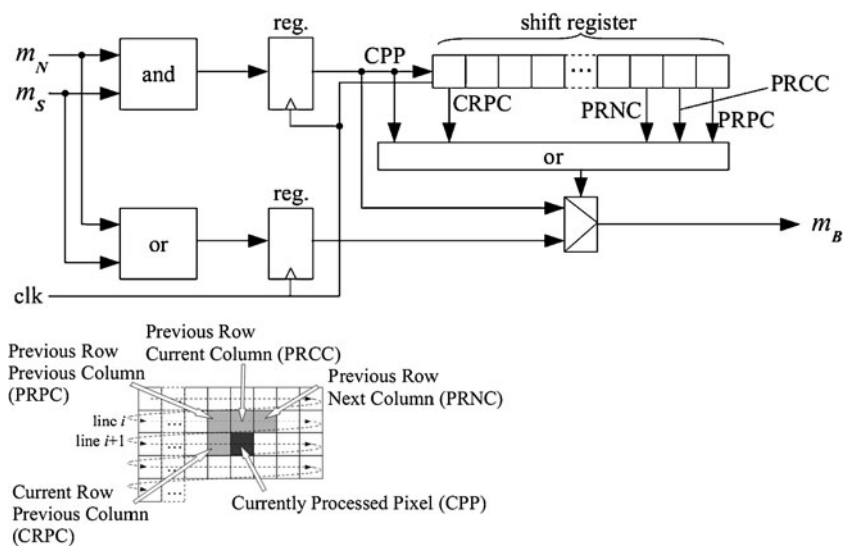 shift register
reg.
m_N
CPP
and
...
m_S
CRPC
PRNC
PRCC
PRPC
or
reg.
m_B
or
clk
Previous Row
Current Column (PRCC)
Previous Row
Previous Column
(PRPC)
Previous Row
Next Column (PRNC)
line i
...
line i+1
...
...
...
Current Row
Previous Column
(CRPC)
Currently Processed Pixel (CPP)